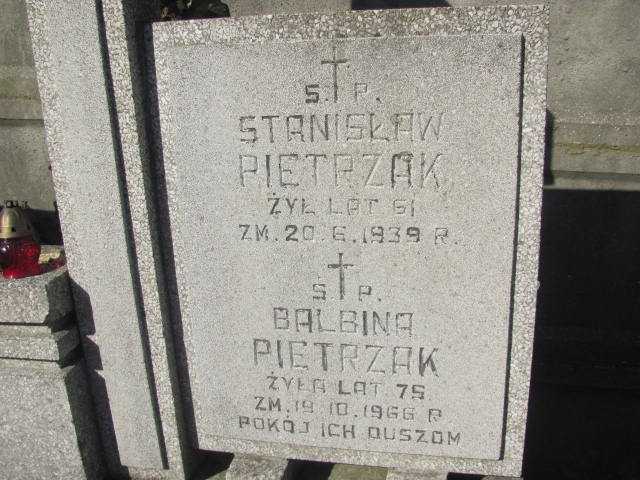 Ś. P.
STANISŁAW
PIETRZAK
ŻYŁ LAT 61
ZM. 20.6.1939 R.
Ś P.
BALBINA
PIETRZAK
ŻYŁA LAT 75
ZM. 19.10.1966 R
POKÓJ ICH DUSZOM